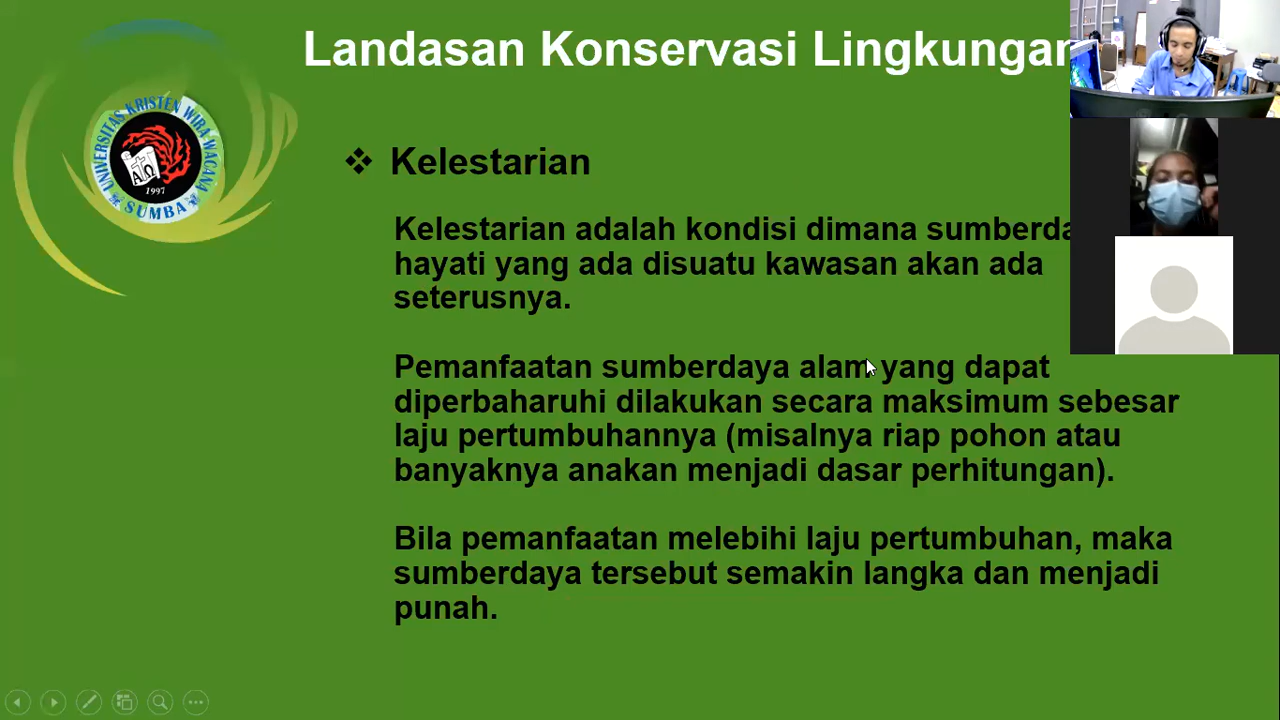 Landasan Konservasi Lingkungan
UNIVERSITAS KRISTEN WIRA WACANA
SUMBA
ΑΩ
1997
❖ Kelestarian
Kelestarian adalah kondisi dimana sumberda
hayati yang ada disuatu kawasan akan ada
seterusnya.
Pemanfaatan sumberdaya alam yang dapat
diperbaharuhi dilakukan secara maksimum sebesar
laju pertumbuhannya (misalnya riap pohon atau
banyaknya anakan menjadi dasar perhitungan).
Bila pemanfaatan melebihi laju pertumbuhan, maka
sumberdaya tersebut semakin langka dan menjadi
punah.